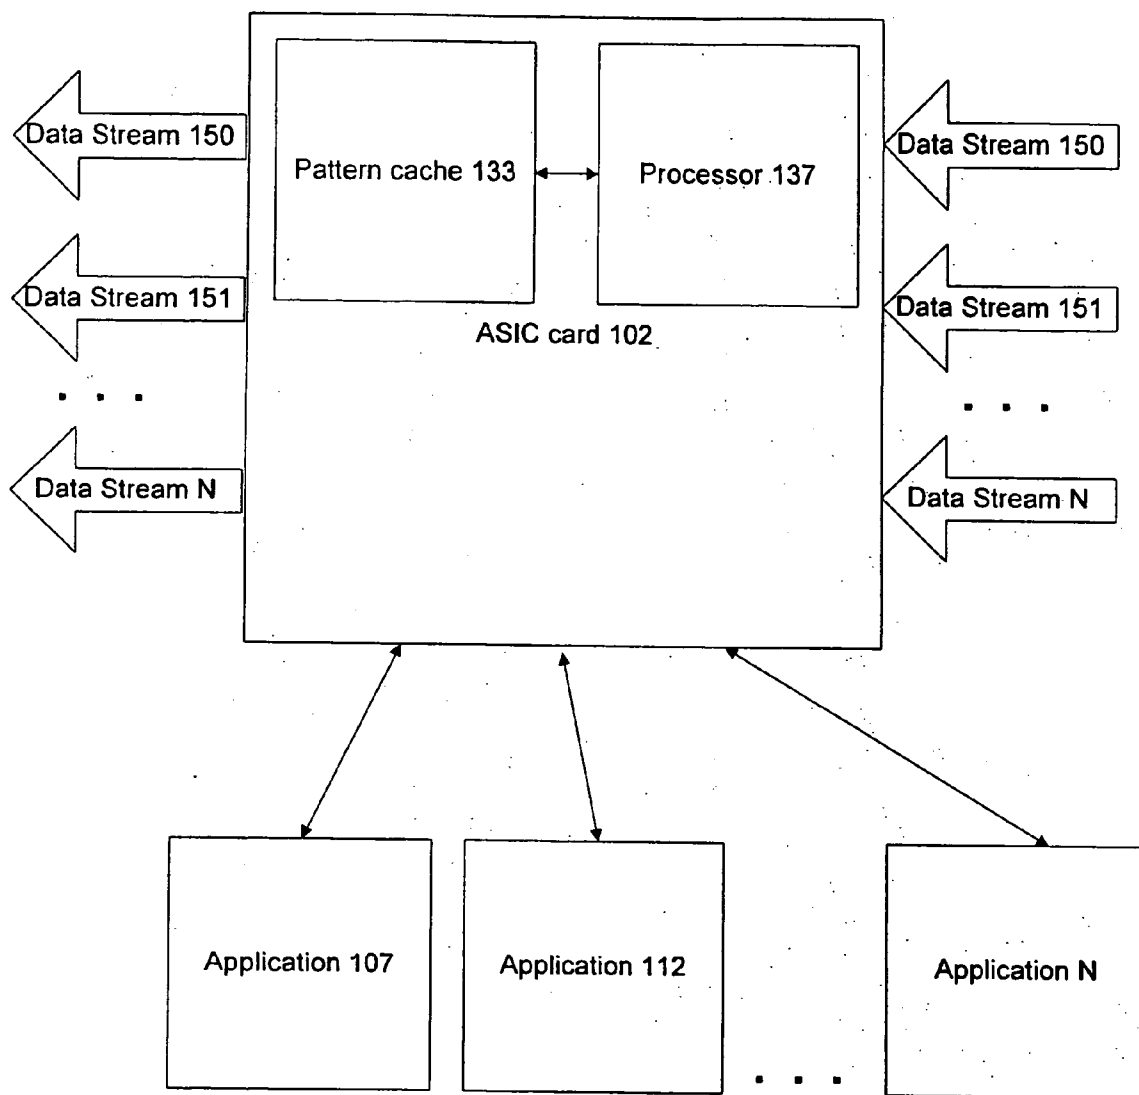 Pattern cache 133
Processor 137
Data Stream 150
Data Stream 150
Data Stream 151
Data Stream 151
ASIC card 102
. . .
. . .
Data Stream N
Data Stream N
Application 107
Application 112
Application N
. . .